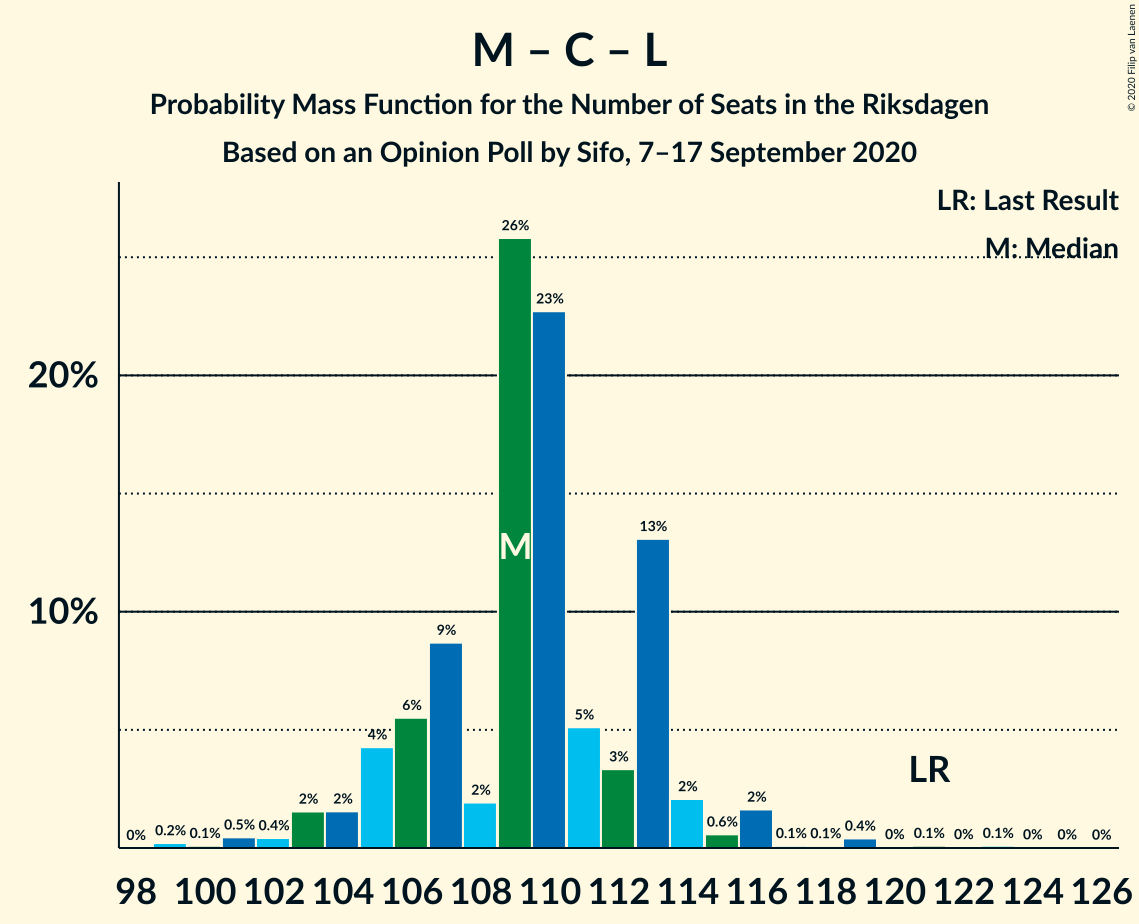 M – C – L
Probability Mass Function for the Number of Seats in the Riksdagen
Based on an Opinion Poll by Sifo, 7–17 September 2020
© 2020 Filip van Laenen
LR: Last Result
M: Median
20%
10%
0% 0.2% 0.1% 0.5% 0.4% 2% 2% 4% 6% 9% 2% 26% 23% 5% 3% 13% 2% 0.6% 2% 0.1% 0.1% 0.4% 0% 0.1% 0% 0.1% 0% 0% 0%
M
LR
98 100 102 104 106 108 110 112 114 116 118 120 122 124 126